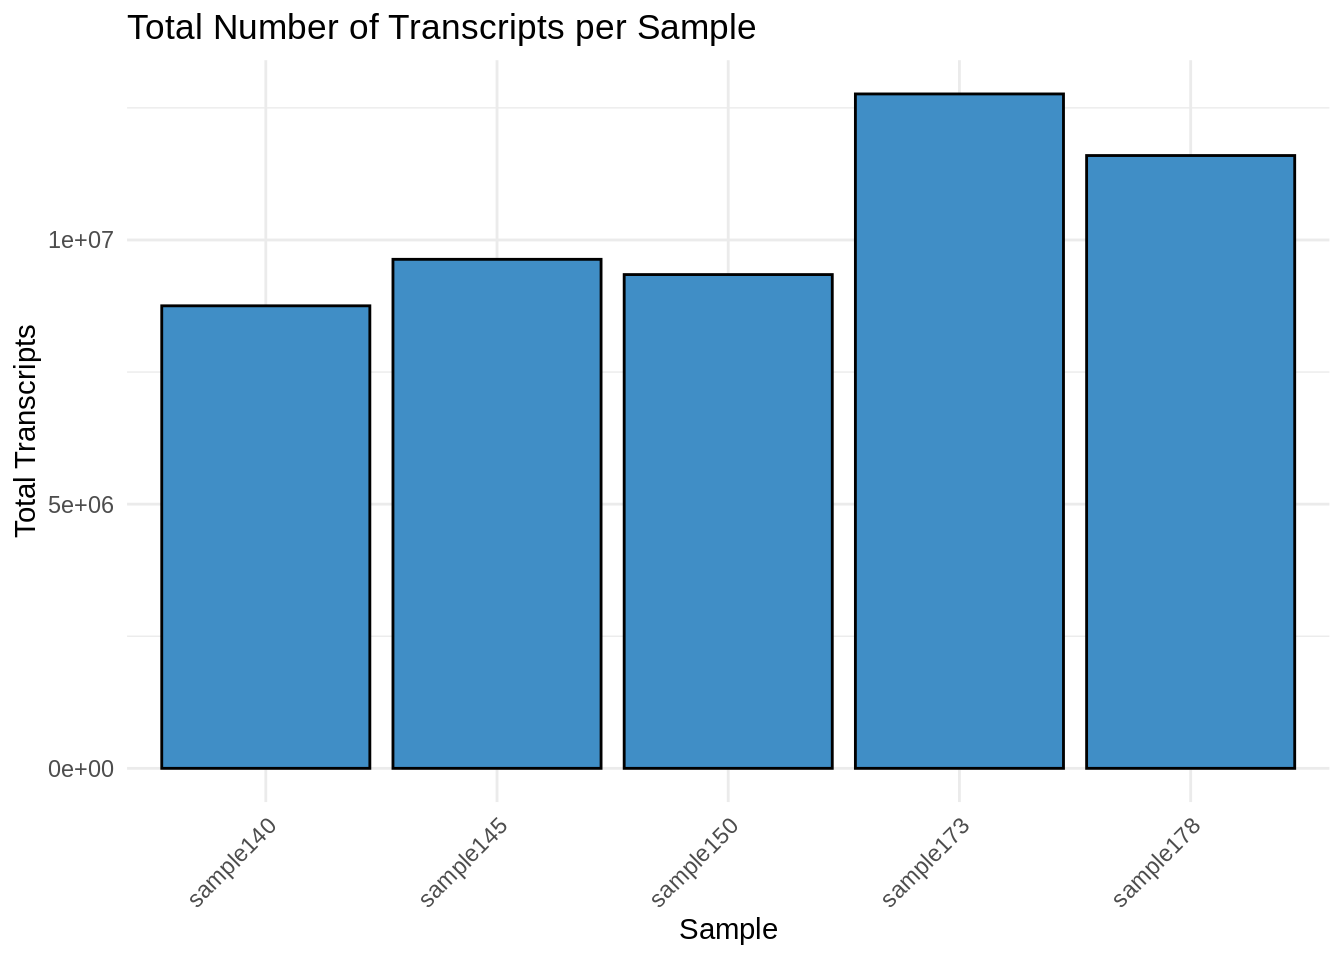 Total Number of Transcripts per Sample
Total Transcripts
1e+07
5e+06
0e+00
sample140
sample145
sample150
sample173
sample178
Sample